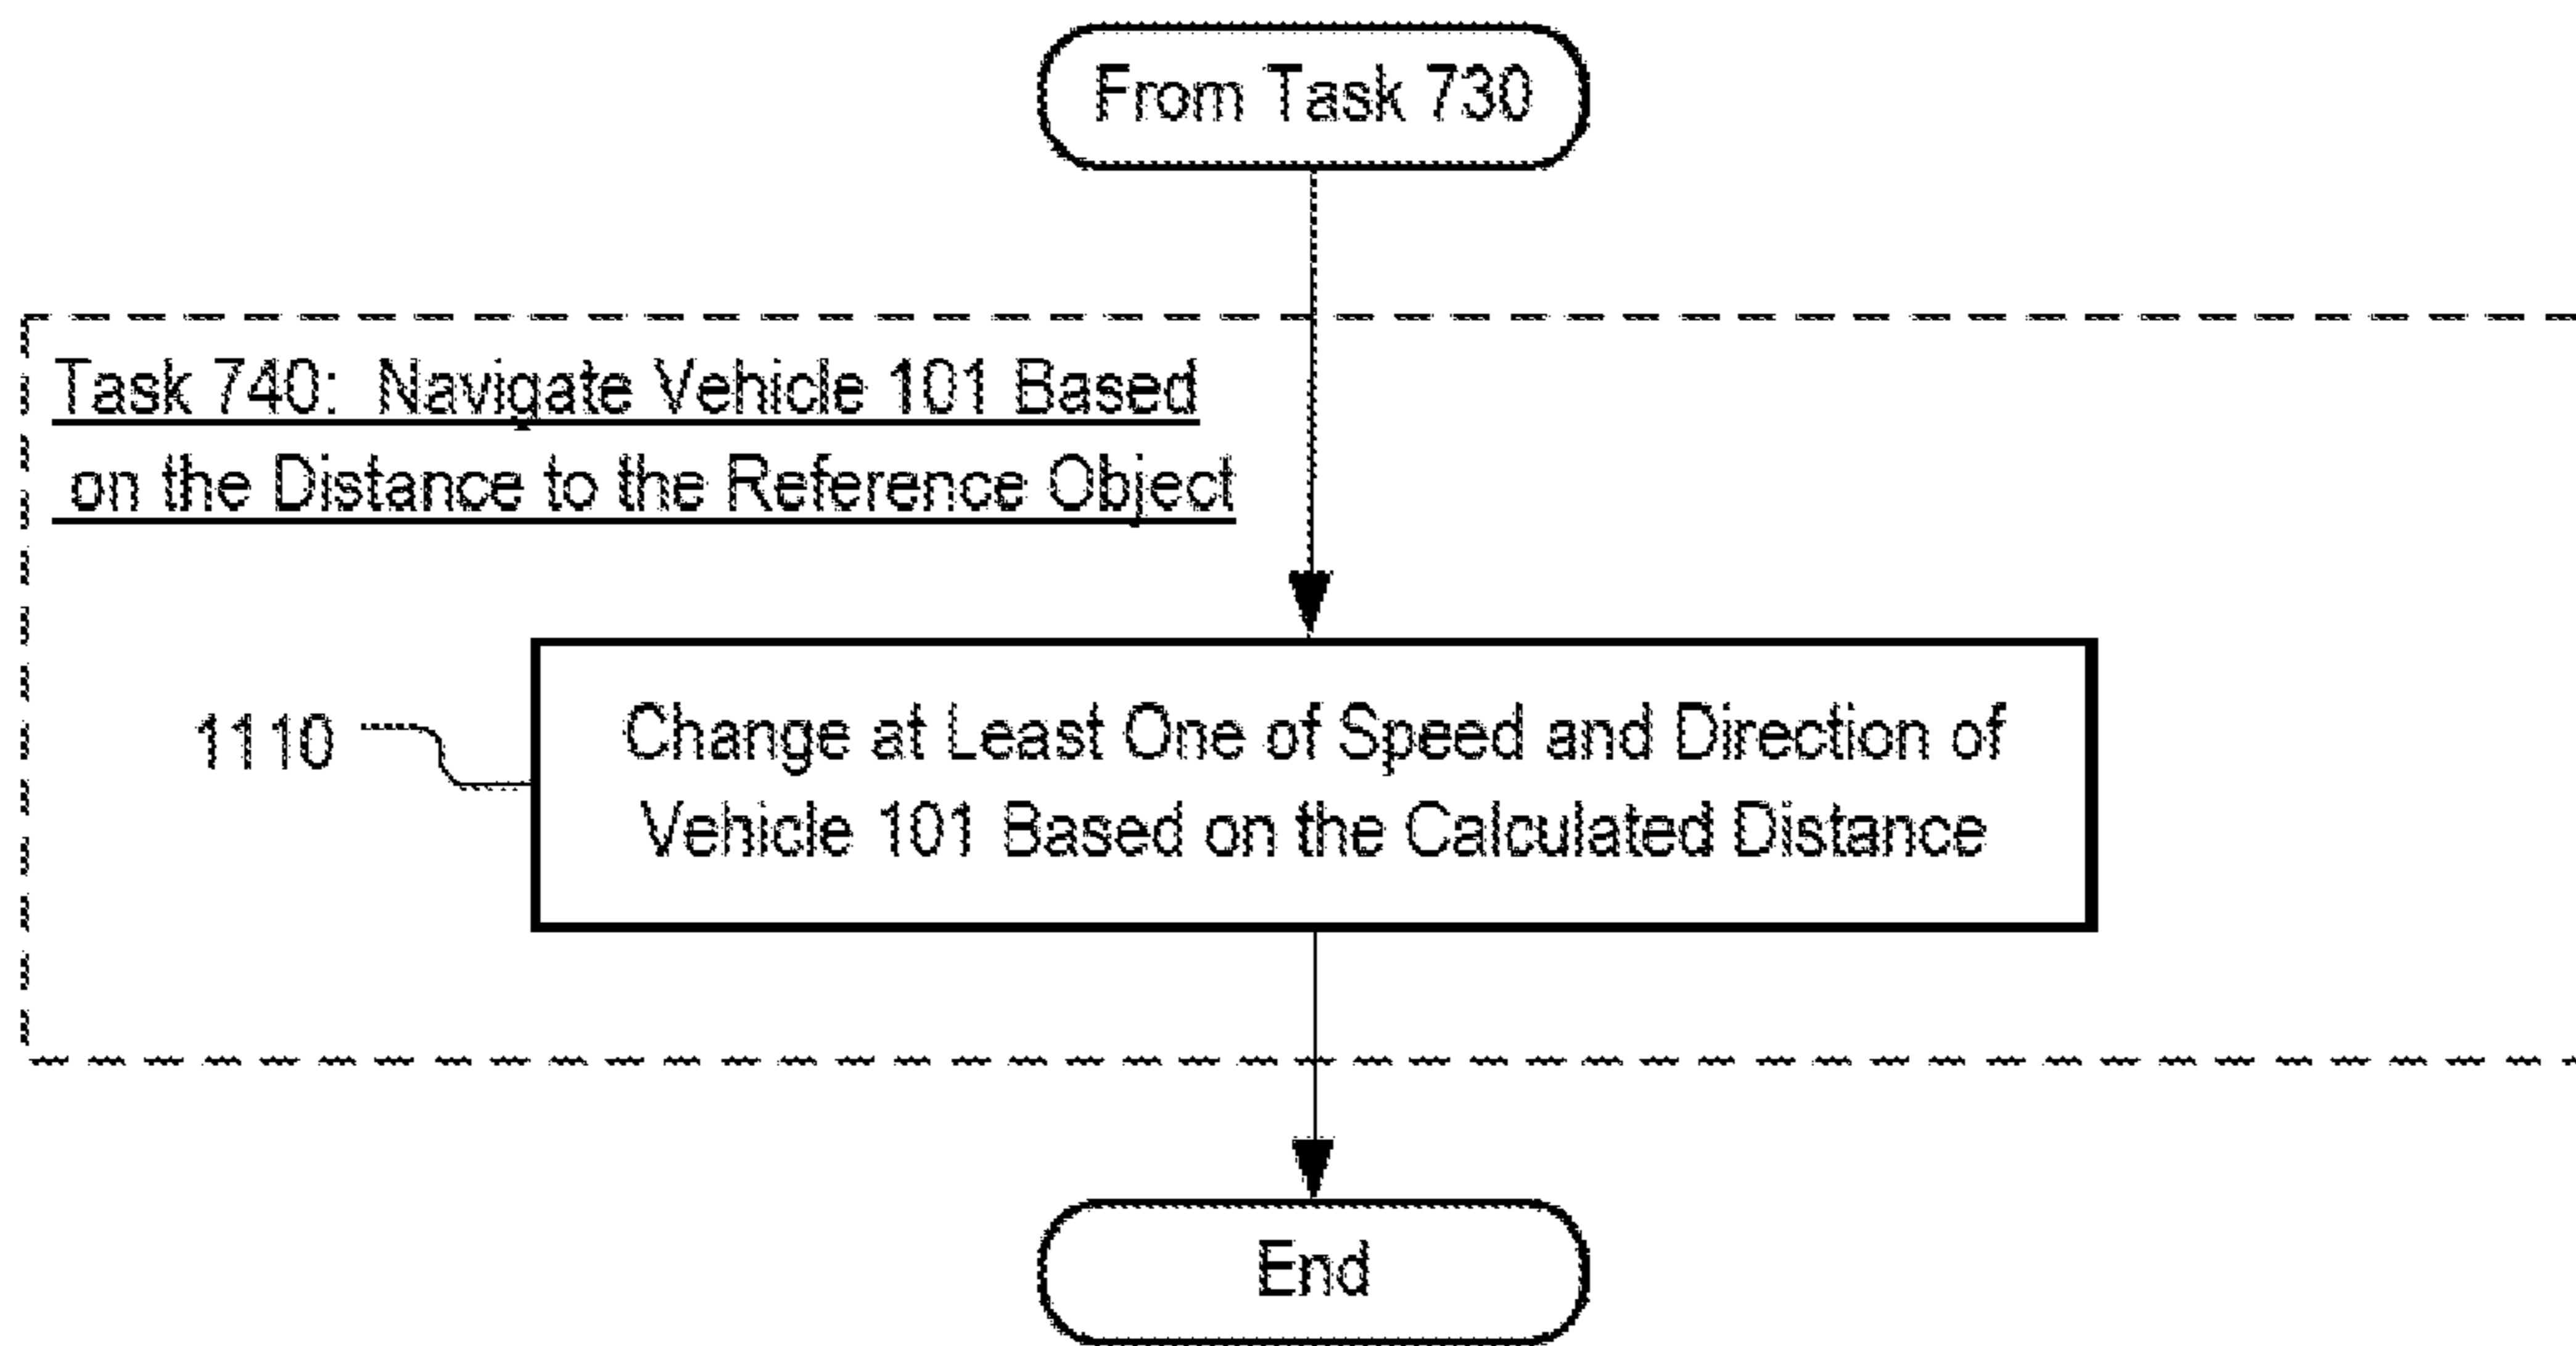 From Task 730
Task 740: Navigate Vehicle 101 Based
on the Distance to the Reference Object
1110
Change at Least One of Speed and Direction of
Vehicle 101 Based on the Calculated Distance
End